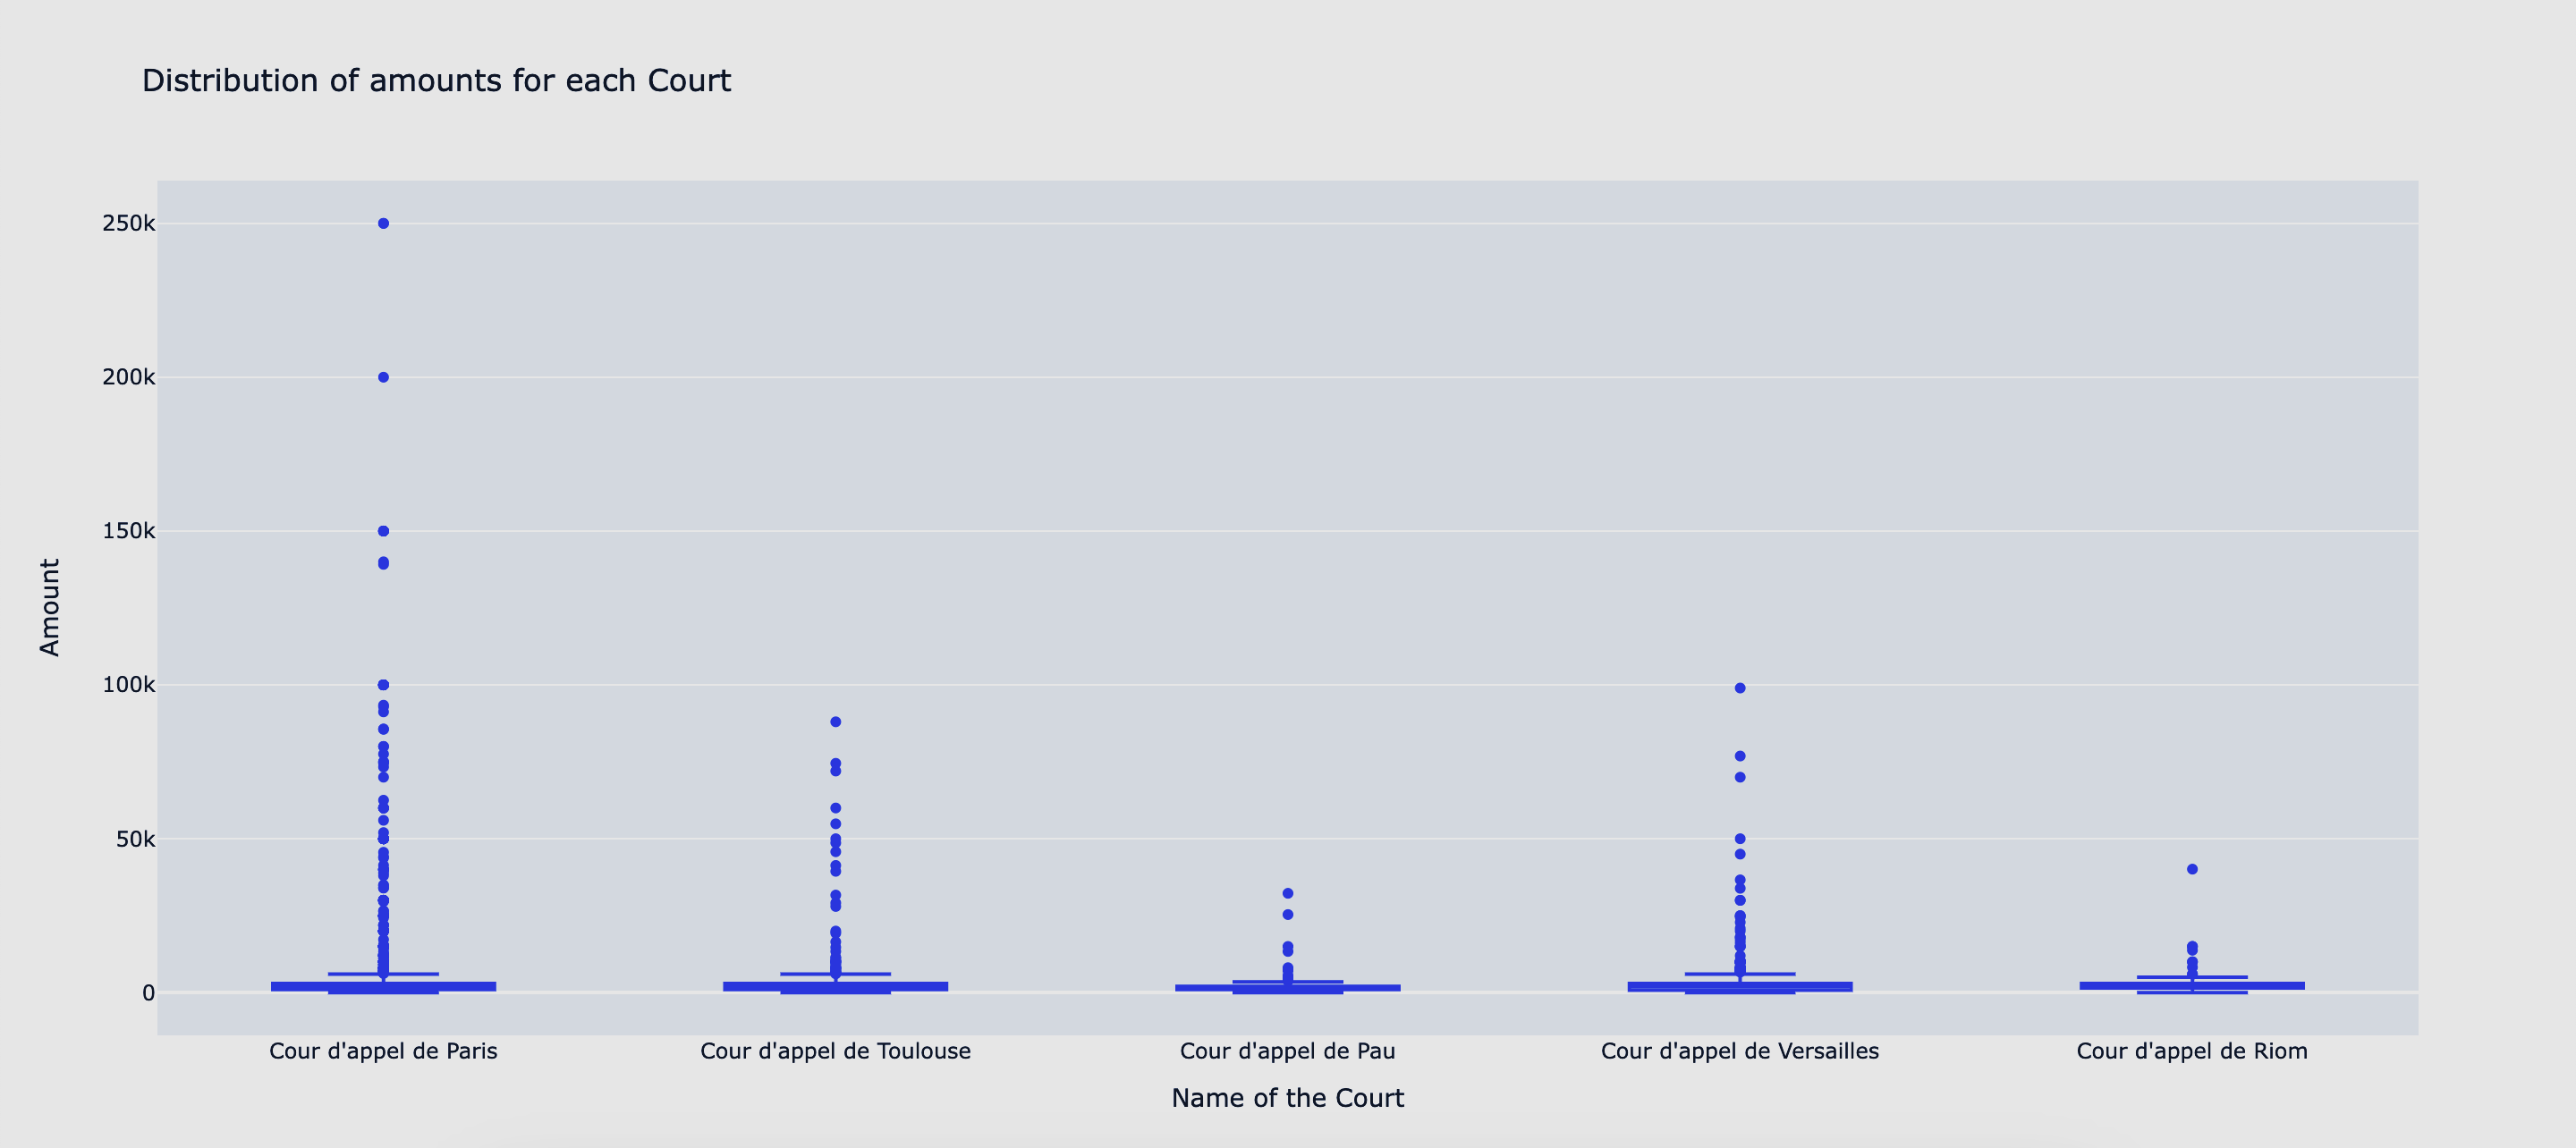 Distribution of amounts for each Court
250k
200k
150k
100k
50k
0
Amount
Cour d'appel de Paris
Cour d'appel de Toulouse
Cour d'appel de Pau
Cour d'appel de Versailles
Cour d'appel de Riom
Name of the Court